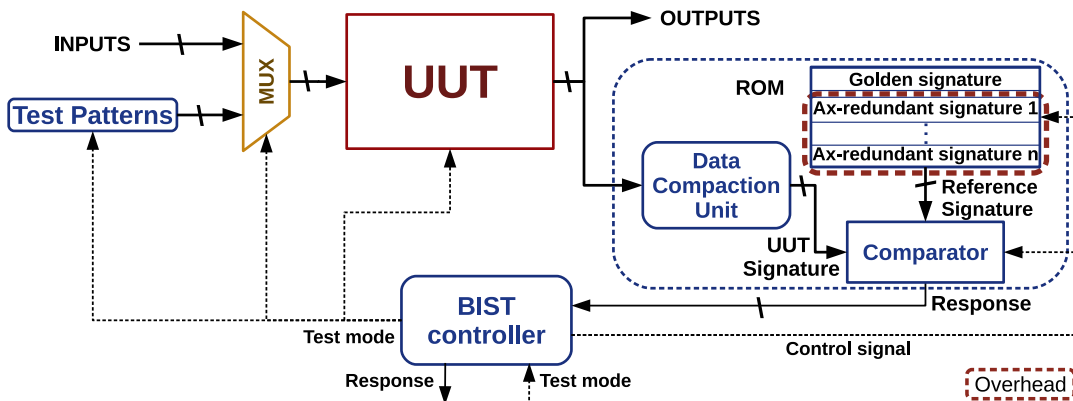 INPUTS
OUTPUTS
MUX
UUT
ROM
Golden signature
Ax-redundant signature 1
Ax-redundant signature n
Test Patterns
Data
Compaction
Unit
Reference
Signature
UUT
Signature
Comparator
BIST
controller
Response
Test mode
Control signal
Response
Test mode
Overhead